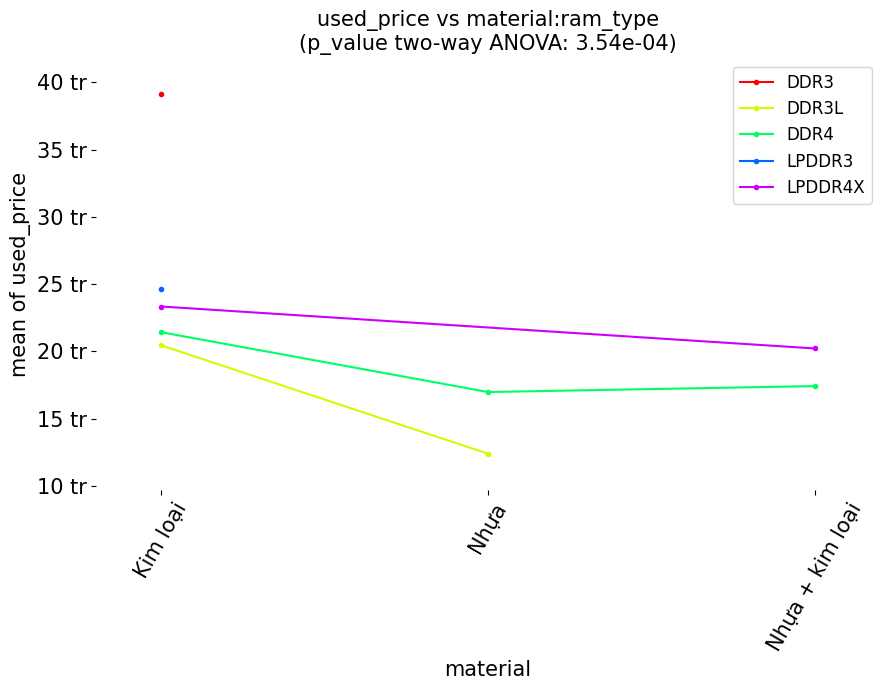 used_price vs material:ram_type
(p_value two-way ANOVA: 3.54e-04)
40 tr
35 tr
30 tr
25 tr
20 tr
15 tr
10 tr
mean of used_price
DDR3
DDR3L
DDR4
LPDDR3
LPDDR4X
Kim loại
Nhựa
Nhựa + kim loại
material